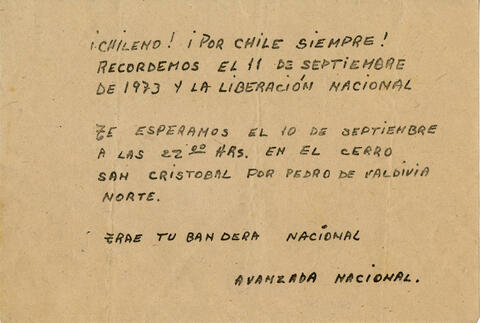 ¡CHILENO! ¡POR CHILE SIEMPRE!
RECORDEMOS EL 11 DE SEPTIEMBRE
DE 1973 Y LA LIBERACIÓN NACIONAL
TE ESPERAMOS EL 10 DE SEPTIEMBRE
A LAS 22⁰⁰ HRS. EN EL CERRO
SAN CRISTOBAL POR PEDRO DE VALDIVIA
NORTE.
TRAE TU BANDERA NACIONAL
AVANZADA NACIONAL.